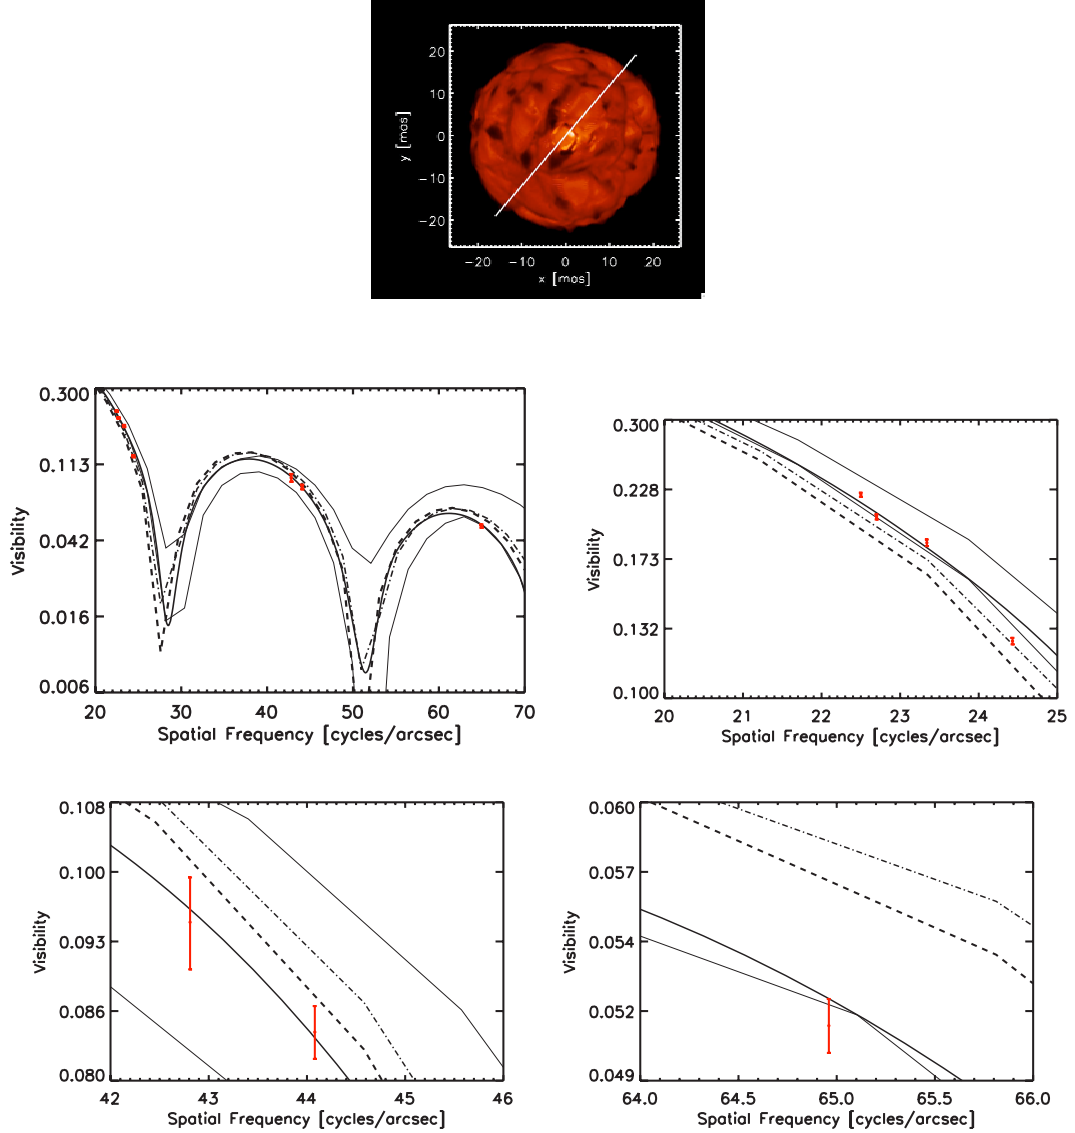 20
10
0
−10
−20
y [mas]
−20 −10 0 10 20
x [mas]
0.300
0.113
0.042
0.016
0.006
Visibility
20 30 40 50 60 70
Spatial Frequency [cycles/arcsec]
0.300
0.228
0.173
0.132
0.100
Visibility
20 21 22 23 24 25
Spatial Frequency [cycles/arcsec]
0.108
0.100
0.093
0.086
0.080
Visibility
42 43 44 45 46
Spatial Frequency [cycles/arcsec]
0.060
0.057
0.054
0.052
0.049
Visibility
64.0 64.5 65.0 65.5 66.0
Spatial Frequency [cycles/arcsec]